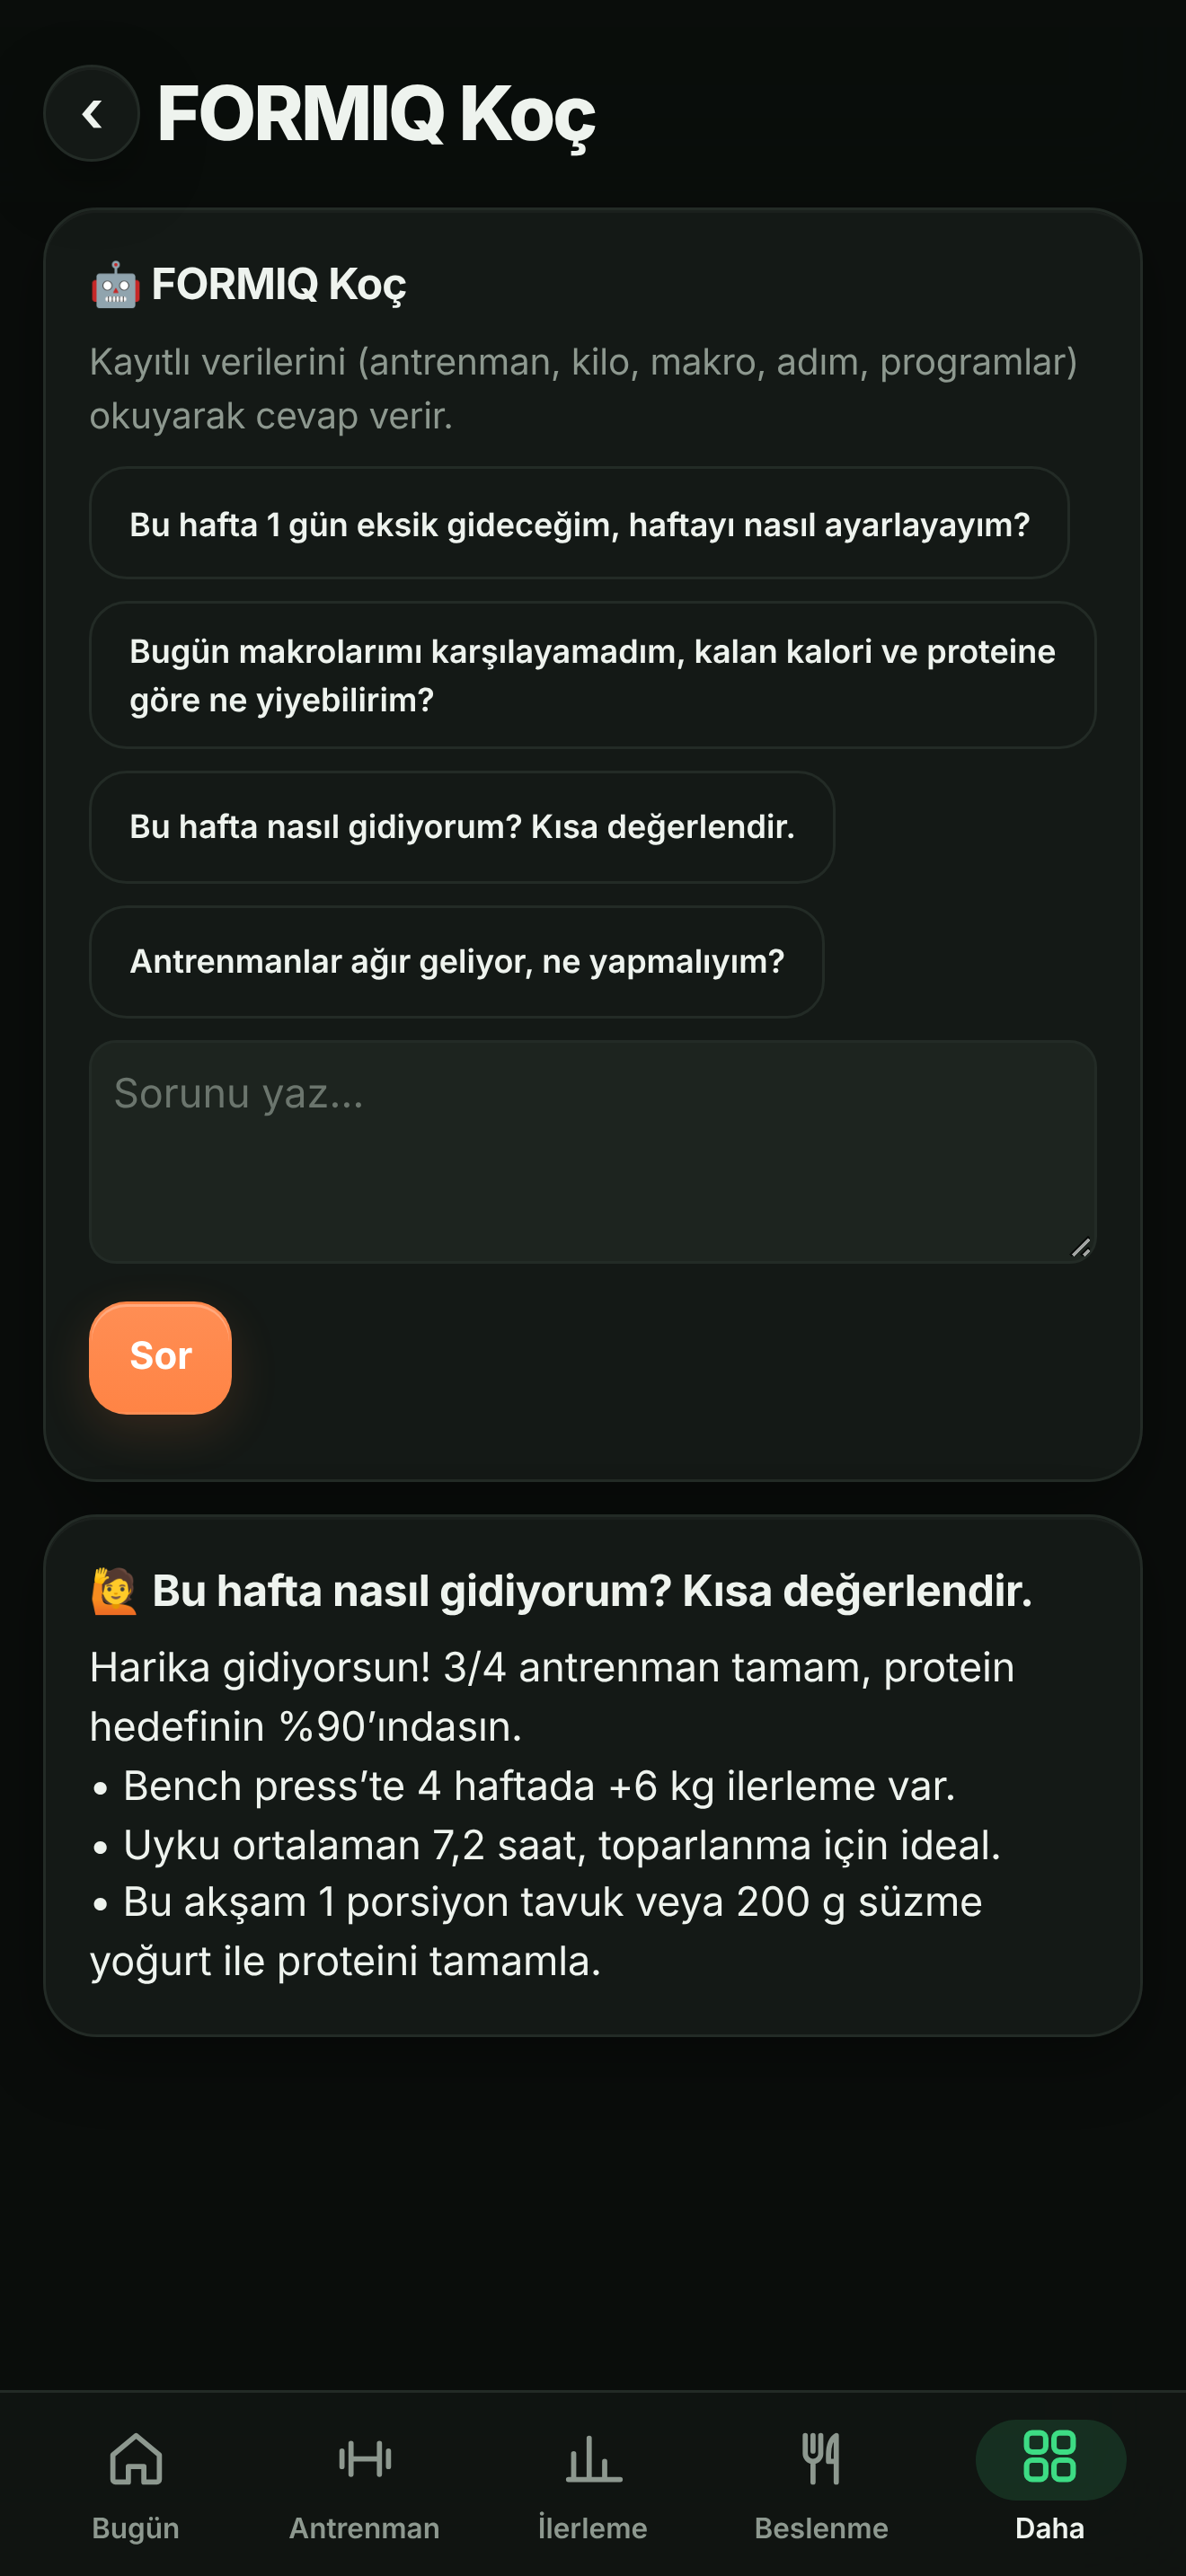 FORMIQ Koç
🤖 FORMIQ Koç
Kayıtlı verilerini (antrenman, kilo, makro, adım, programlar)
okuyarak cevap verir.
Bu hafta 1 gün eksik gideceğim, haftayı nasıl ayarlayayım?
Bugün makrolarımı karşılayamadım, kalan kalori ve proteine
göre ne yiyebilirim?
Bu hafta nasıl gidiyorum? Kısa değerlendir.
Antrenmanlar ağır geliyor, ne yapmalıyım?
Sorunu yaz...
Sor
🙋 Bu hafta nasıl gidiyorum? Kısa değerlendir.
Harika gidiyorsun! 3/4 antrenman tamam, protein
hedefinin %90’ındasın.
• Bench press’te 4 haftada +6 kg ilerleme var.
• Uyku ortalaman 7,2 saat, toparlanma için ideal.
• Bu akşam 1 porsiyon tavuk veya 200 g süzme
yoğurt ile proteini tamamla.
Bugün
Antrenman
İlerleme
Beslenme
Daha